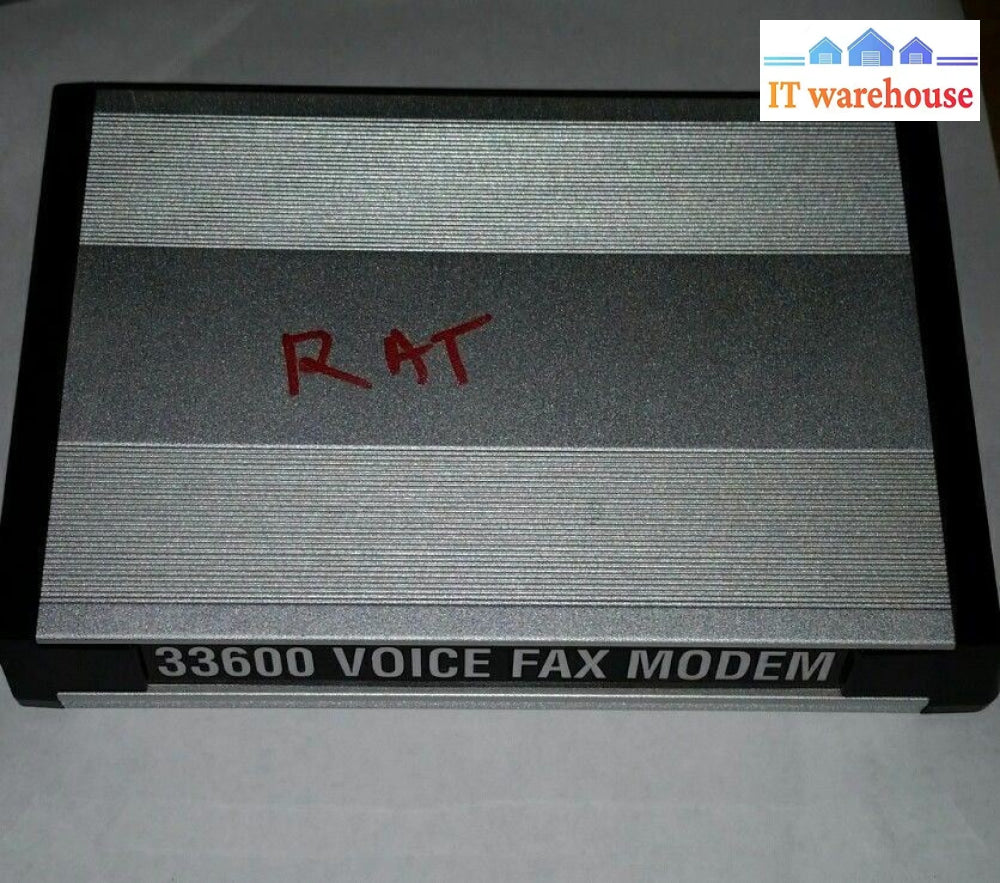 IT warehouse
RAT
33600 VOICE FAX MODEM